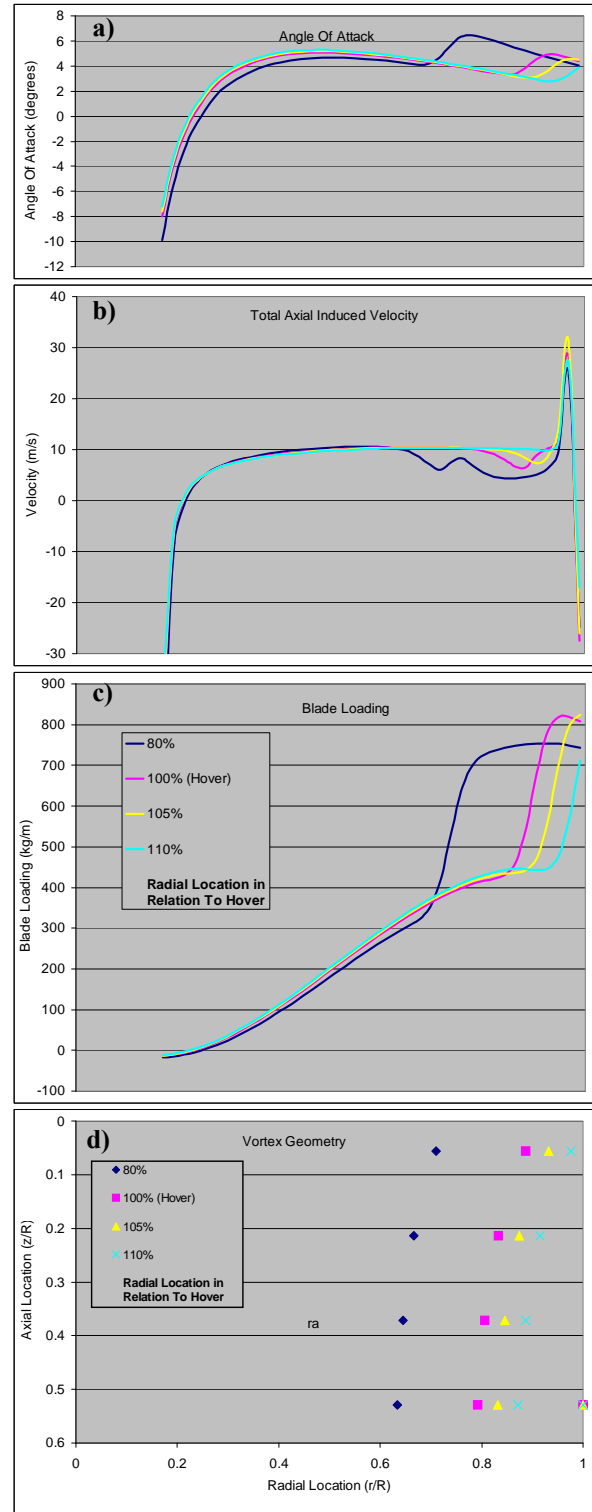 a)
Angle Of Attack
Angle Of Attack (degrees)
8
6
4
2
0
-2
-4
-6
-8
-10
-12
b)
Total Axial Induced Velocity
Velocity (m/s)
40
30
20
10
0
-10
-20
-30
c)
Blade Loading
Blade Loading (kg/m)
900
800
700
600
500
400
300
200
100
0
-100
80%
100% (Hover)
105%
110%
Radial Location in
Relation To Hover
d)
Vortex Geometry
Axial Location (z/R)
0
0.1
0.2
0.3
0.4
0.5
0.6
80%
100% (Hover)
105%
110%
Radial Location in
Relation To Hover
ra
0 0.2 0.4 0.6 0.8 1
Radial Location (r/R)